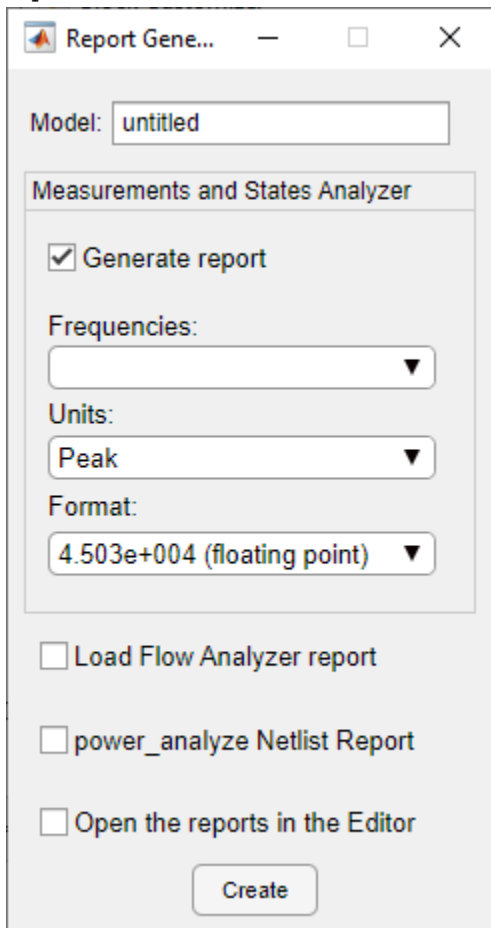 Report Gene...
Model: untitled
Measurements and States Analyzer
Generate report
Frequencies:
Units:
Peak
Format:
4.503e+004 (floating point)
Load Flow Analyzer report
power_analyze Netlist Report
Open the reports in the Editor
Create